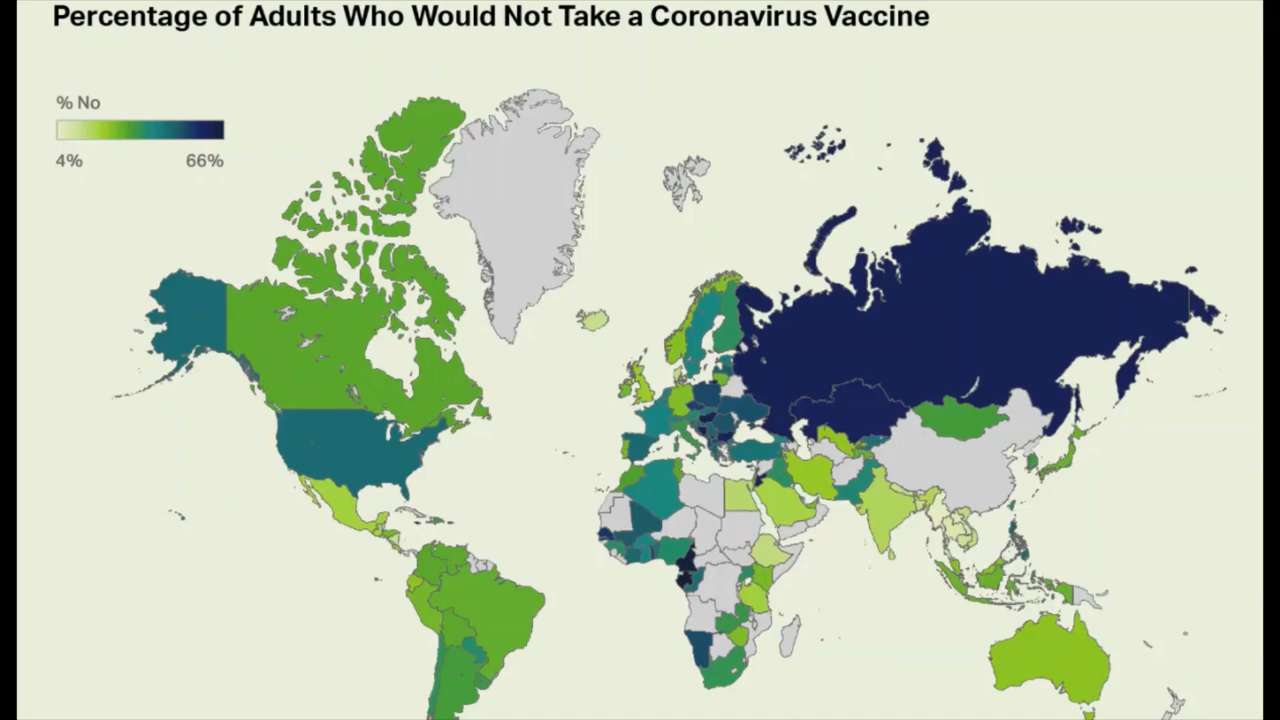 Percentage of Adults Who Would Not Take a Coronavirus Vaccine
% No
4% 66%